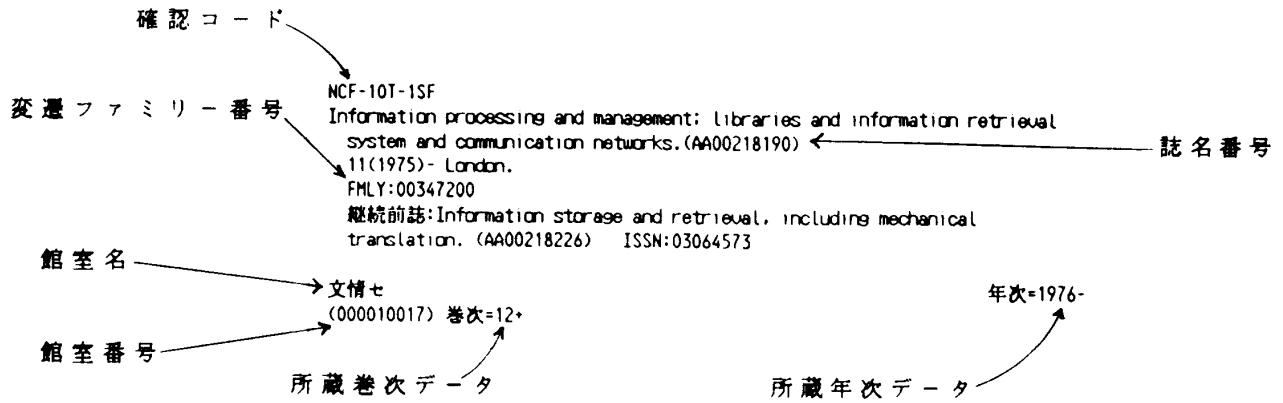 確認コード
NCF-10T-1SF
変遷ファミリー番号
Information processing and management: libraries and information retrieval
system and communication networks.(AA00218190)
誌名番号
11(1975)- London.
FMLY:00347200
継続前誌:Information storage and retrieval, including mechanical
translation. (AA00218226) ISSN:03064573
館室名
文情セ
年次=1976-
(000010017) 巻次=12+
館室番号
所蔵巻次データ
所蔵年次データ